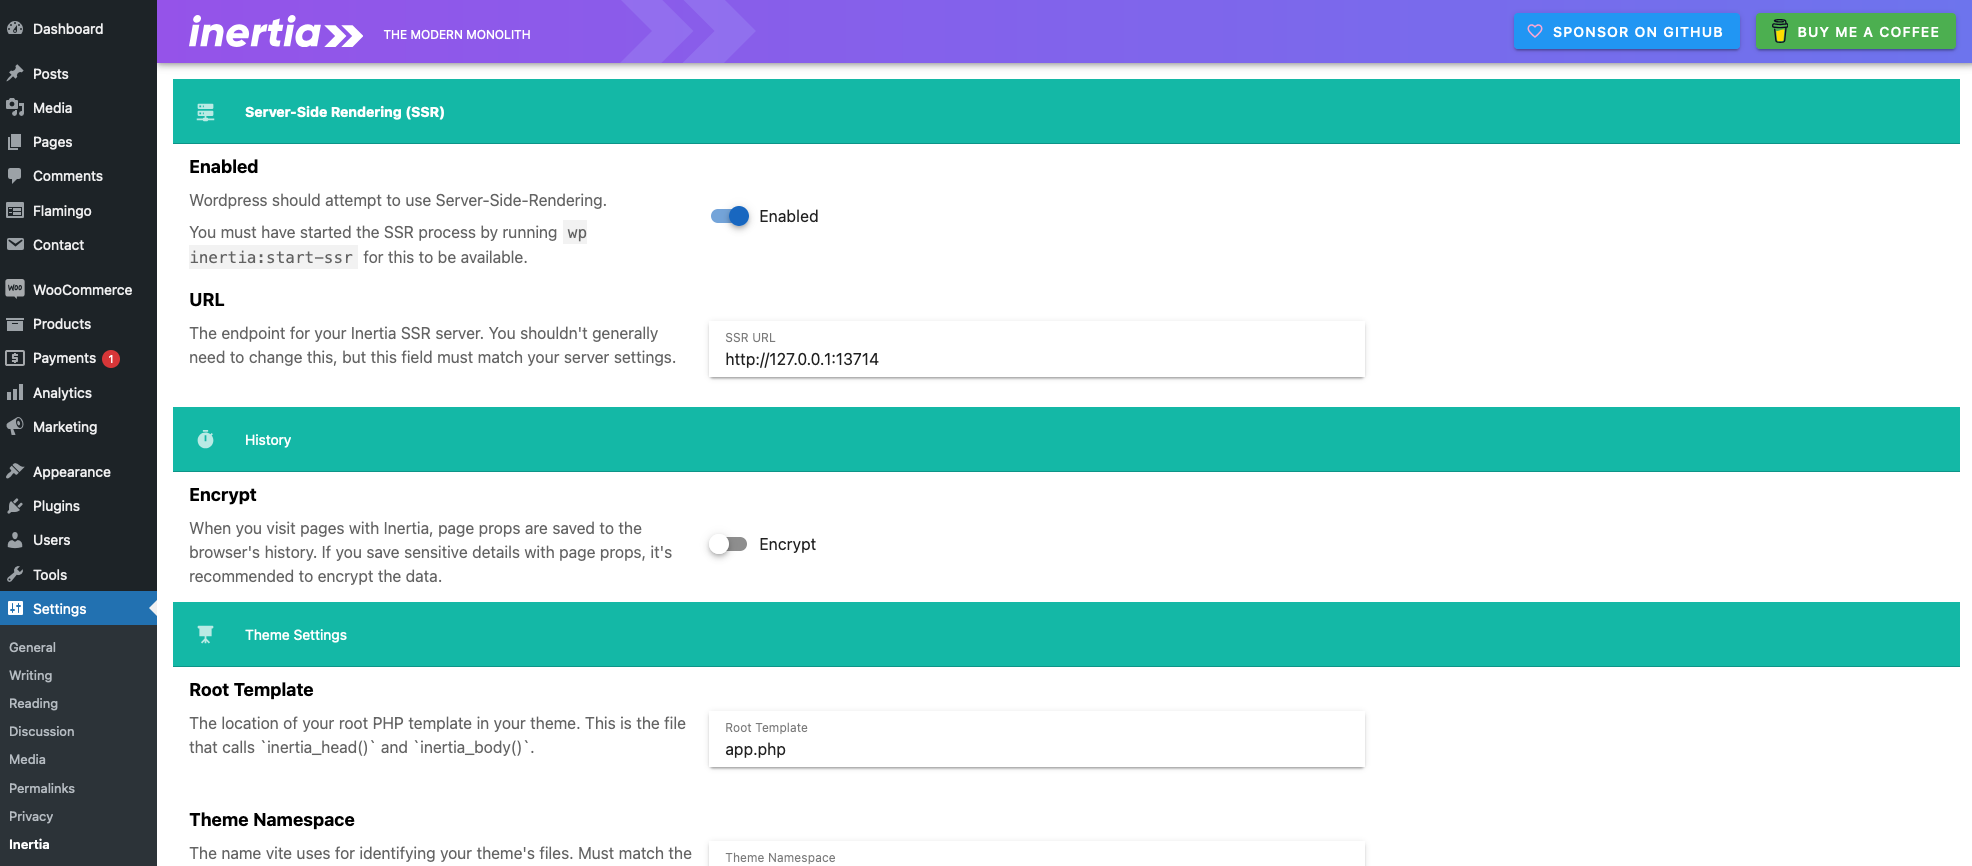 Dashboard
Posts
Media
Pages
Comments
Flamingo
Contact
WooCommerce
Products
Payments 1
Analytics
Marketing
Appearance
Plugins
Users
Tools
Settings
General
Writing
Reading
Discussion
Media
Permalinks
Privacy
Inertia
inertia
THE MODERN MONOLITH
SPONSOR ON GITHUB
BUY ME A COFFEE
Server-Side Rendering (SSR)
Enabled
Wordpress should attempt to use Server-Side-Rendering.
You must have started the SSR process by running wp
inertia:start-ssr for this to be available.
Enabled
URL
The endpoint for your Inertia SSR server. You shouldn't generally
need to change this, but this field must match your server settings.
SSR URL
http://127.0.0.1:13714
History
Encrypt
When you visit pages with Inertia, page props are saved to the
browser's history. If you save sensitive details with page props, it's
recommended to encrypt the data.
Encrypt
Theme Settings
Root Template
The location of your root PHP template in your theme. This is the file
that calls `inertia_head()` and `inertia_body()`.
Root Template
app.php
Theme Namespace
The name vite uses for identifying your theme's files. Must match the
Theme Namespace